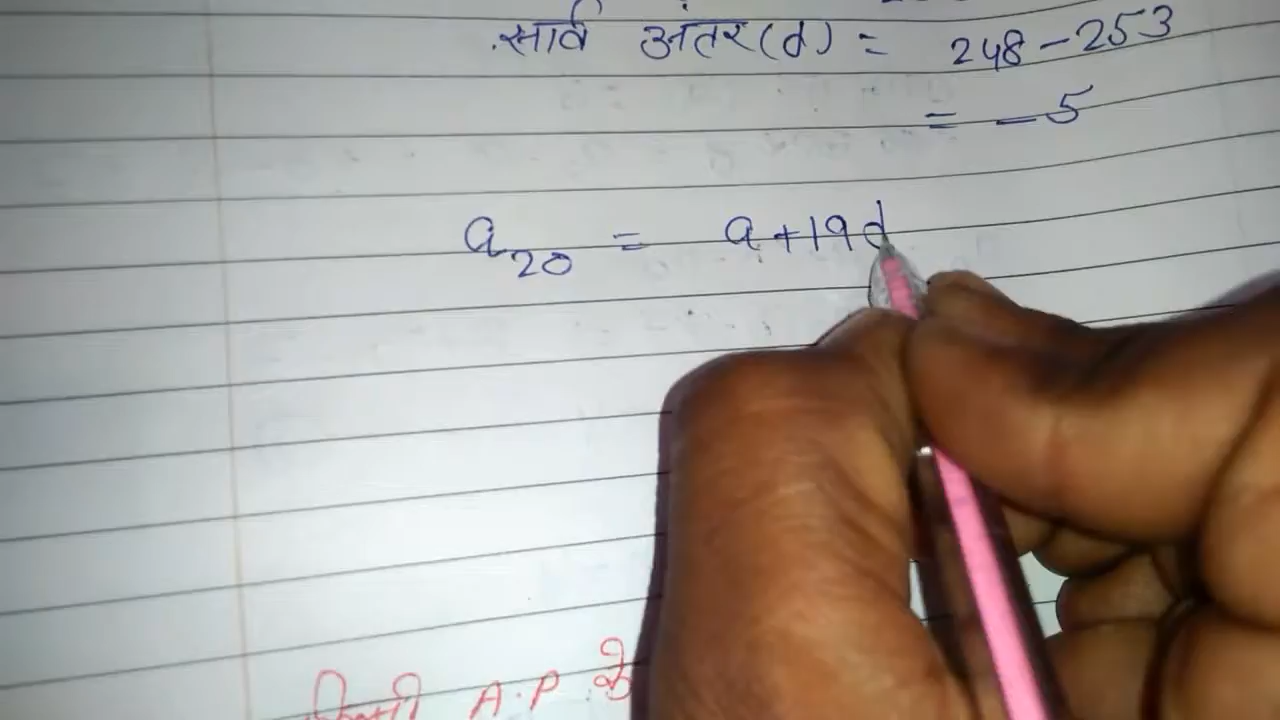 सार्व अंतर(d) = 248-253
= -5
a20 = a+19d
किसी A.P के